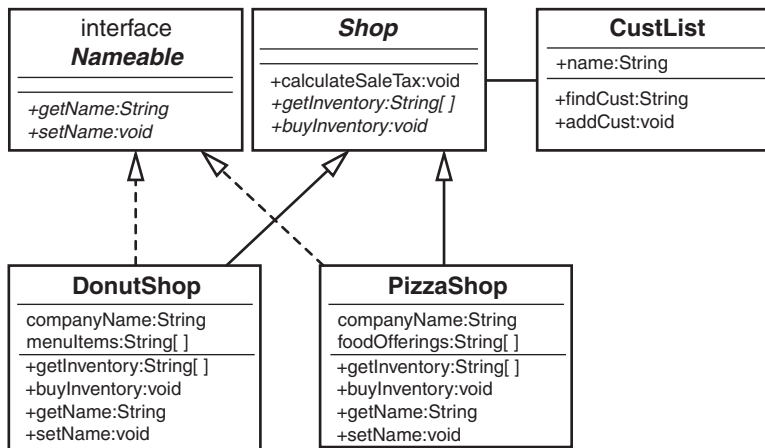 interface
Nameable
+getName:String
+setName:void
Shop
+calculateSaleTax:void
+getInventory:String[ ]
+buyInventory:void
CustList
+name:String
+findCust:String
+addCust:void
DonutShop
companyName:String
menuItems:String[ ]
+getInventory:String[ ]
+buyInventory:void
+getName:String
+setName:void
PizzaShop
companyName:String
foodOfferings:String[ ]
+getInventory:String[ ]
+buyInventory:void
+getName:String
+setName:void